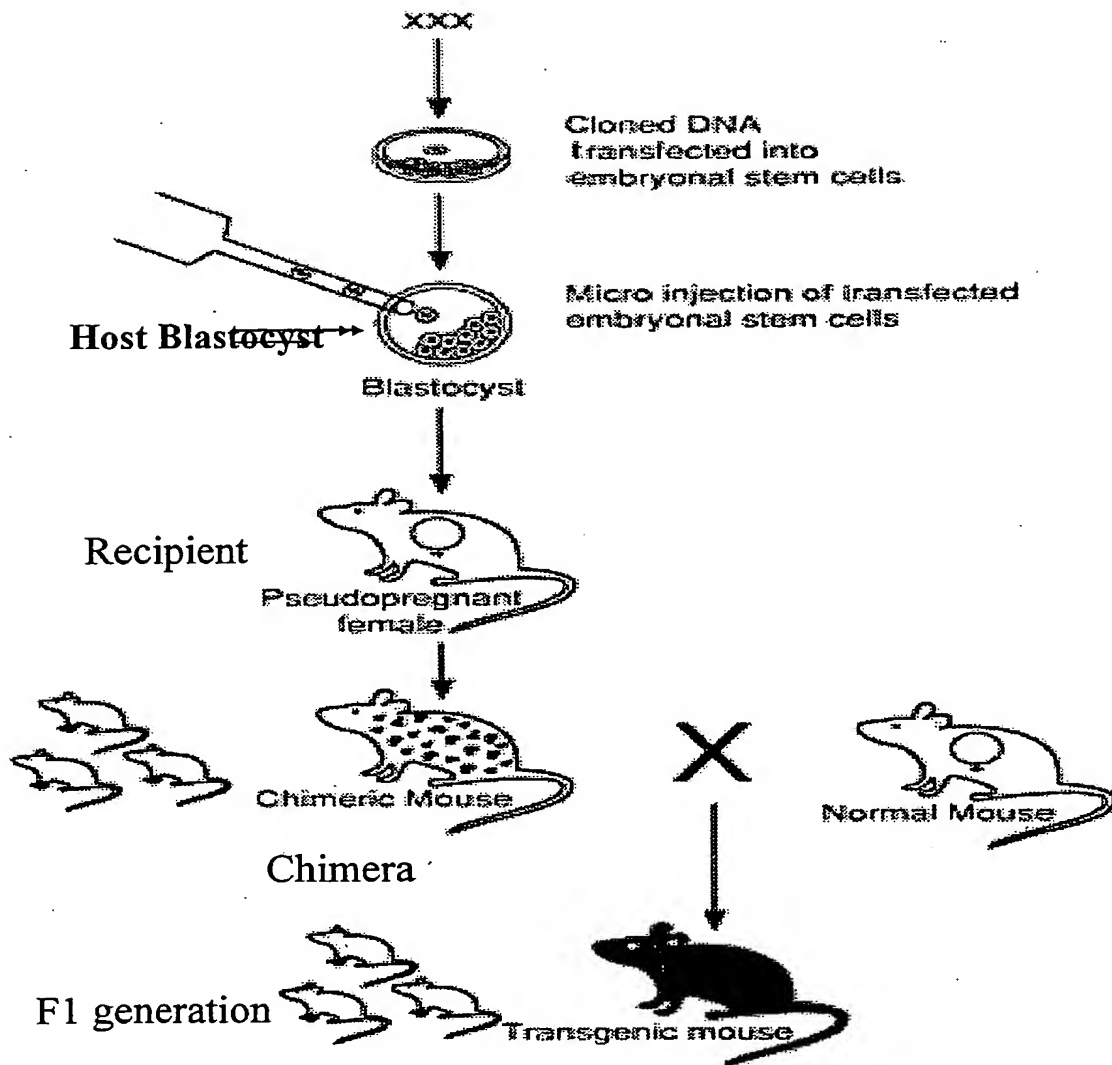 XXX
Cloned DNA
transfected into
embryonal stem cells.
Micro injection of transfected
embryonal stem cells
Host Blastocyst
Blastocyst
Recipient
Pseudopregnant
female
Chimeric Mouse
X
Normal Mouse
Chimera
F1 generation
Transgenic mouse